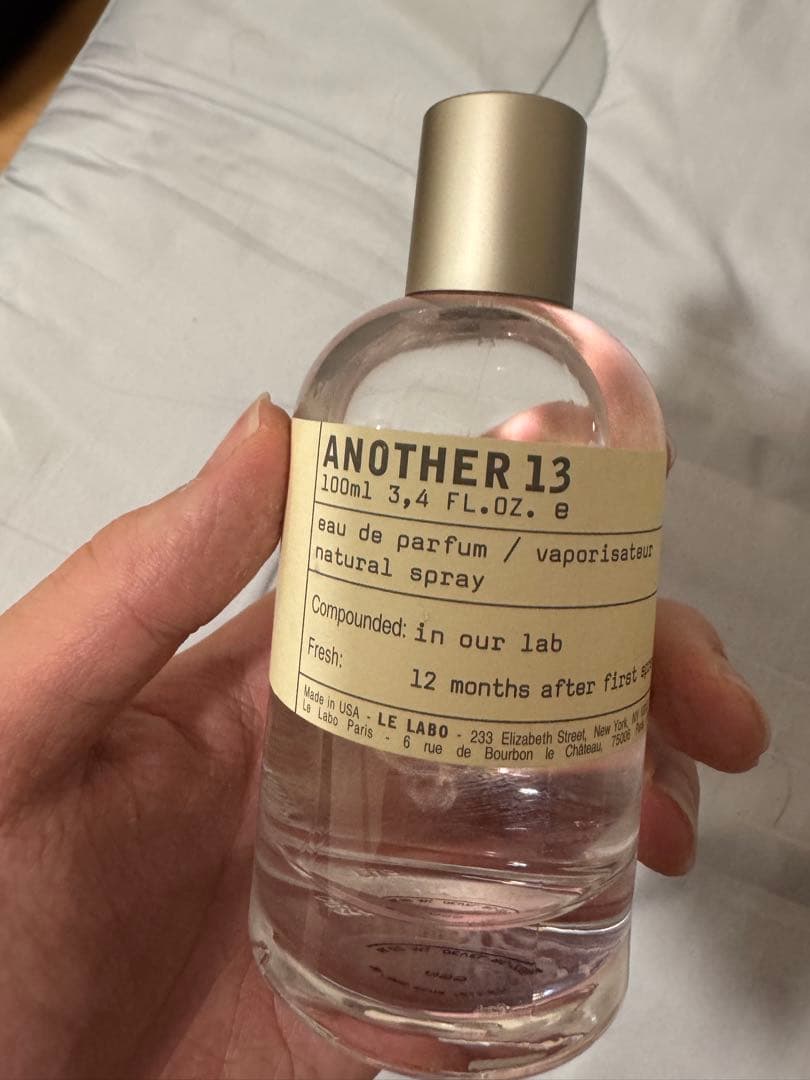 ANOTHER 13
100ml 3,4 FL.OZ. e
eau de parfum / vaporisateur
natural spray
Compounded: in our lab
Fresh: 12 months after first
Made in USA - LE LABO - 233 Elizabeth Street, New York, NY
Le Labo Paris - 6 rue de Bourbon le Château, 75006